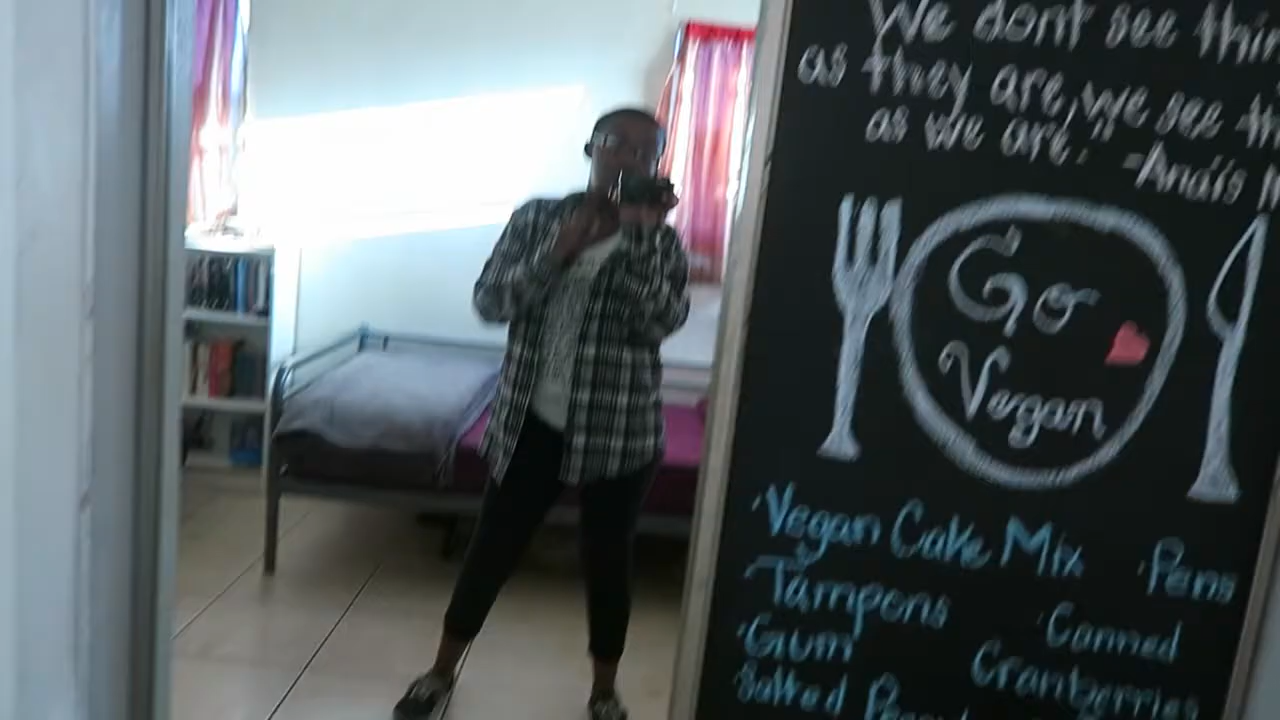 We dont see
as they are, we see
as we are." -Anaïs
Go
Vegan
·Vegan Cake Mix ·Pens
·Tampons ·Canned
·Gum Cranberries
·Salted